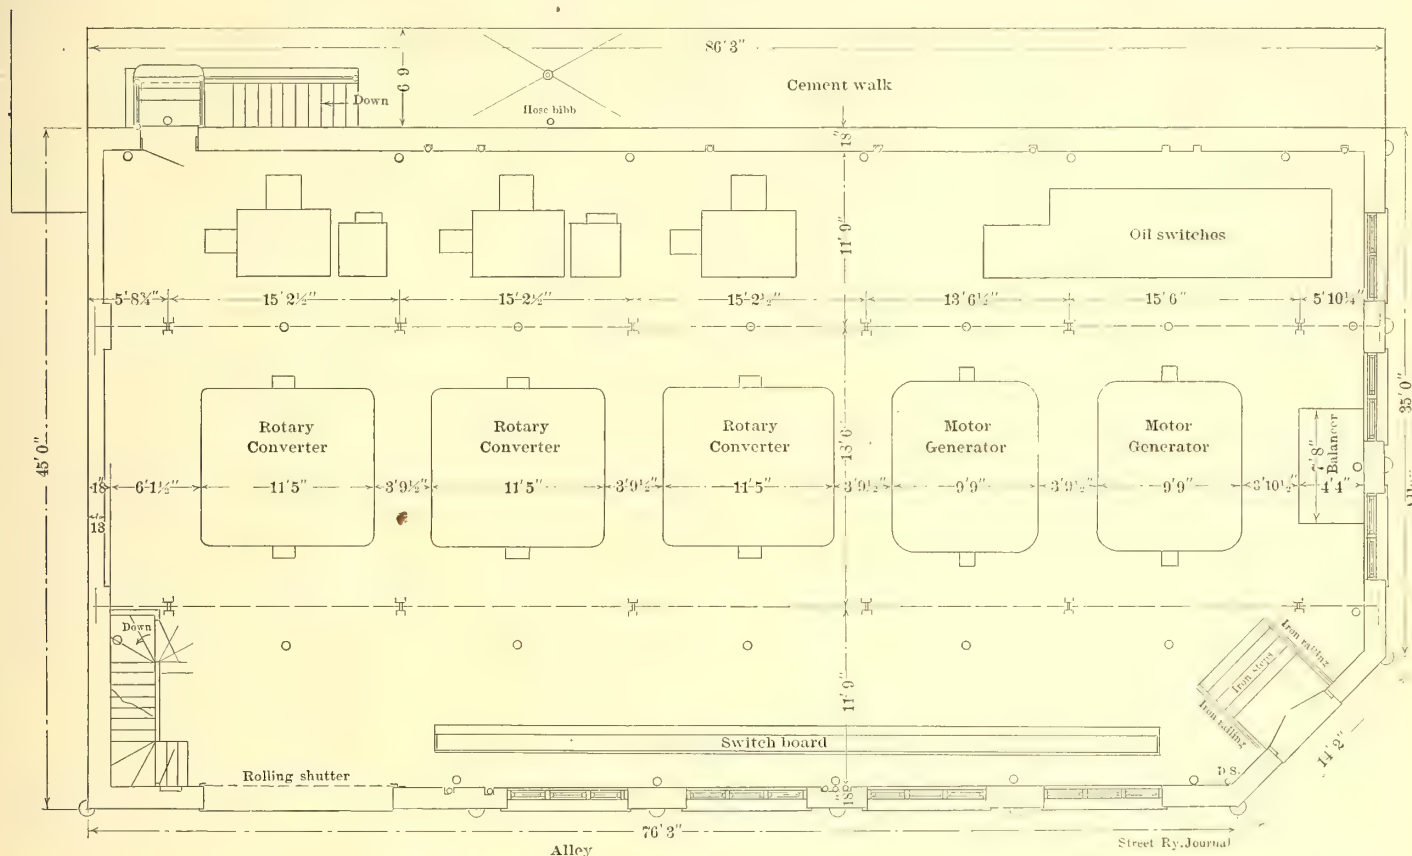 86'3"
6 9
Cement walk
Down
Hose bibb
18"
11'9"
Oil switches
5'8¾" 15'2½" 15'2½" 15'2½" 13'6½" 15'6" 5'10¼"
45'0"
35'0"
Rotary
Converter
Rotary
Converter
Rotary
Converter
Motor
Generator
Motor
Generator
13'6"
7'8"
Balancer
18" 6'1½" 11'5" 3'9½" 11'5" 3'9½" 11'5" 3'9½" 9'9" 3'9½" 9'9" 3'10½" 4'4"
13
Alley
Down
Iron railing
Iron steps
Iron railing
11'9"
Switch board
14'2"
D S.
Rolling shutter
18"
76'3"
Alley
Street Ry.Journal